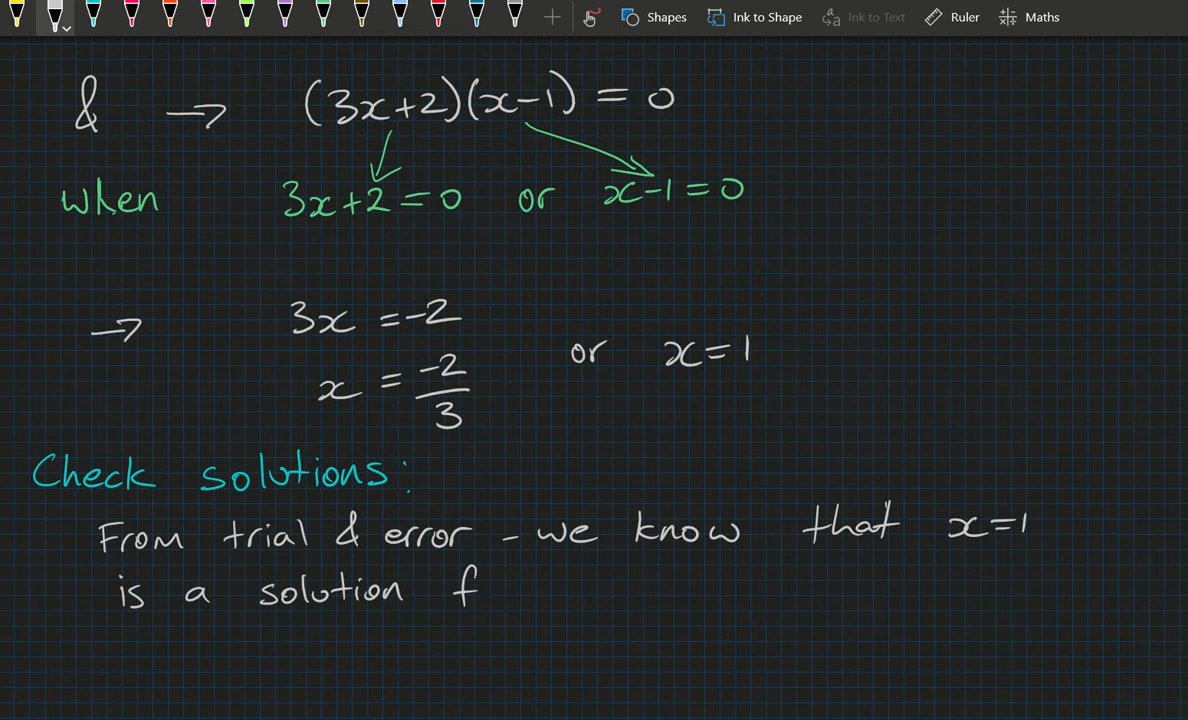 Shapes Ink to Shape Ink to Text Ruler Maths
& → (3x+2)(x-1) = 0
when 3x+2=0 or x-1=0
→ 3x = -2
x = -2/3 or x=1
Check solutions:
From trial & error - we know that x=1
is a solution f